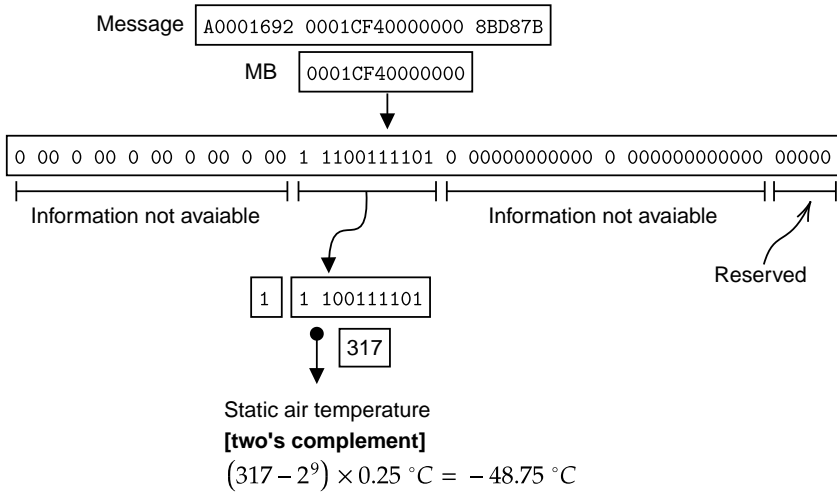 Message A0001692 0001CF40000000 8BD87B
MB 0001CF40000000
0 00 0 00 0 00 0 00 0 00 1 1100111101 0 00000000000 0 000000000000 00000
Information not avaiable Information not avaiable
Reserved
1 1 100111101
317
Static air temperature
[two's complement]
(317 − 2⁹) × 0.25 °C = − 48.75 °C